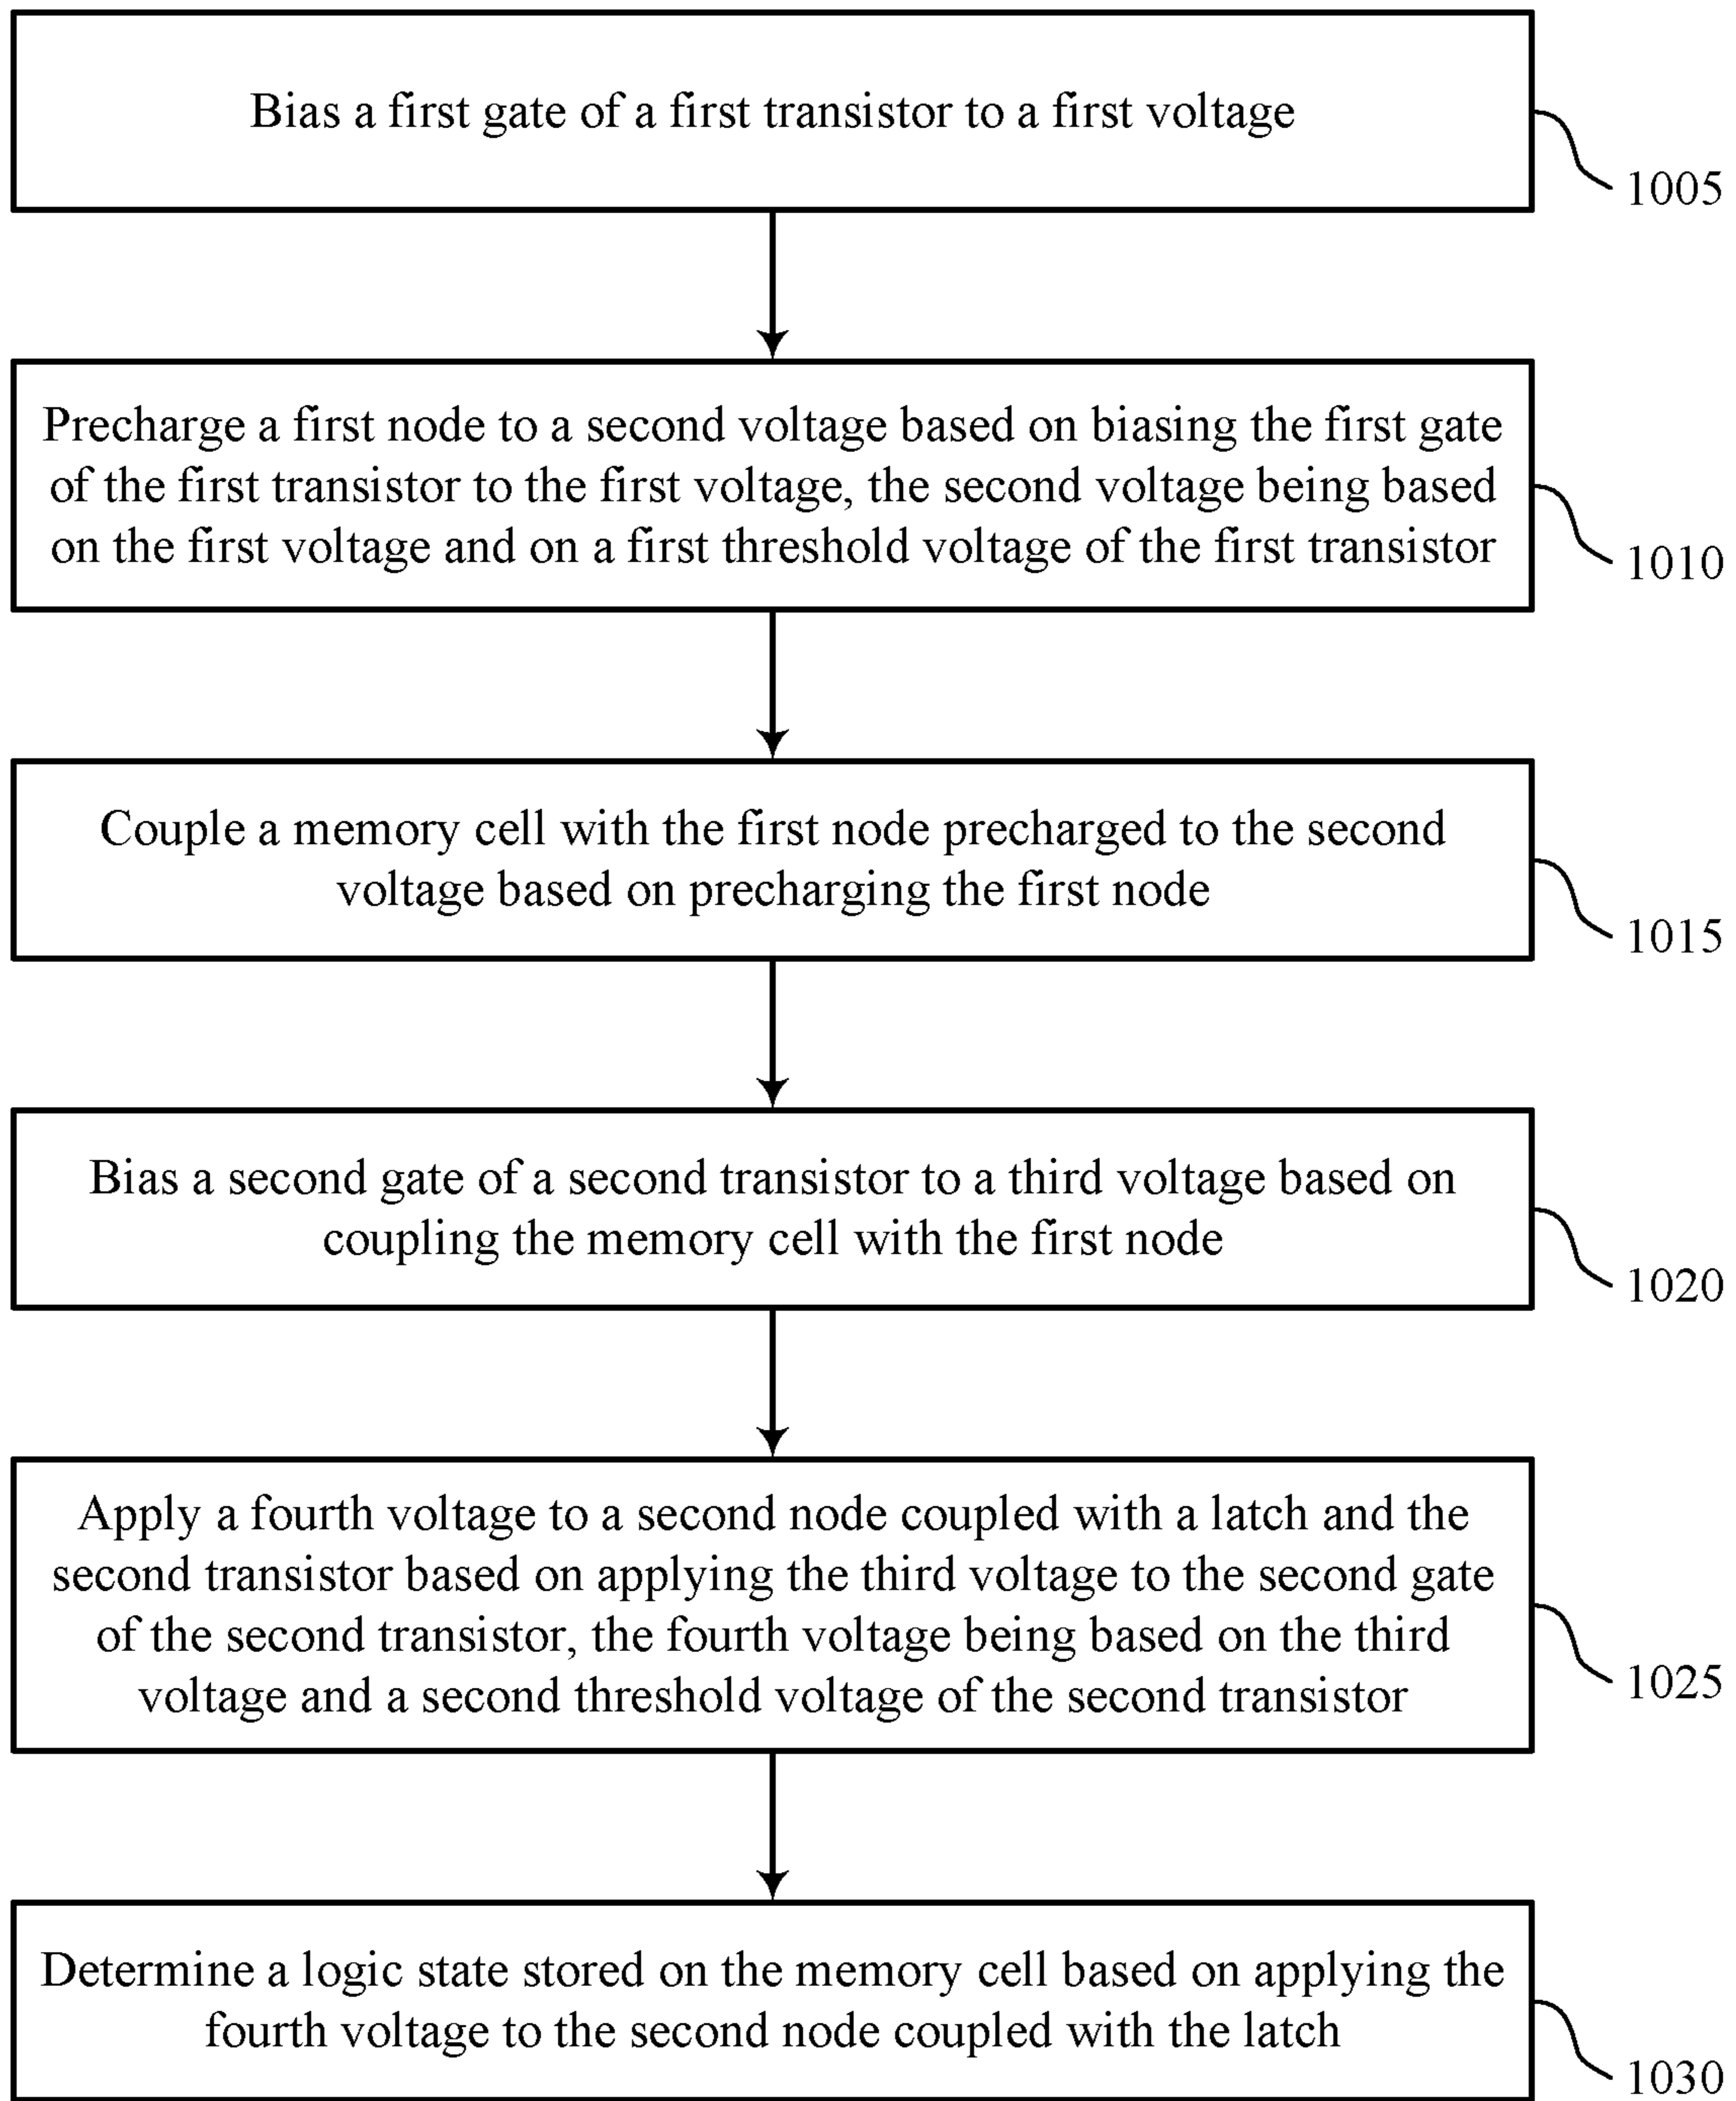 Bias a first gate of a first transistor to a first voltage
1005
Precharge a first node to a second voltage based on biasing the first gate
of the first transistor to the first voltage, the second voltage being based
on the first voltage and on a first threshold voltage of the first transistor
1010
Couple a memory cell with the first node precharged to the second
voltage based on precharging the first node
1015
Bias a second gate of a second transistor to a third voltage based on
coupling the memory cell with the first node
1020
Apply a fourth voltage to a second node coupled with a latch and the
second transistor based on applying the third voltage to the second gate
of the second transistor, the fourth voltage being based on the third
voltage and a second threshold voltage of the second transistor
1025
Determine a logic state stored on the memory cell based on applying the
fourth voltage to the second node coupled with the latch
1030